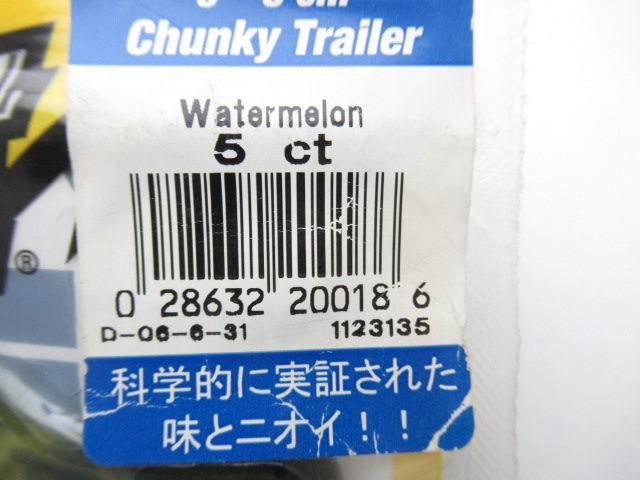 Chunky Trailer
Watermelon
5 ct
0 28632 20018 6
D-06-6-31 1123135
®
科学的に実証された
味とニオイ！！